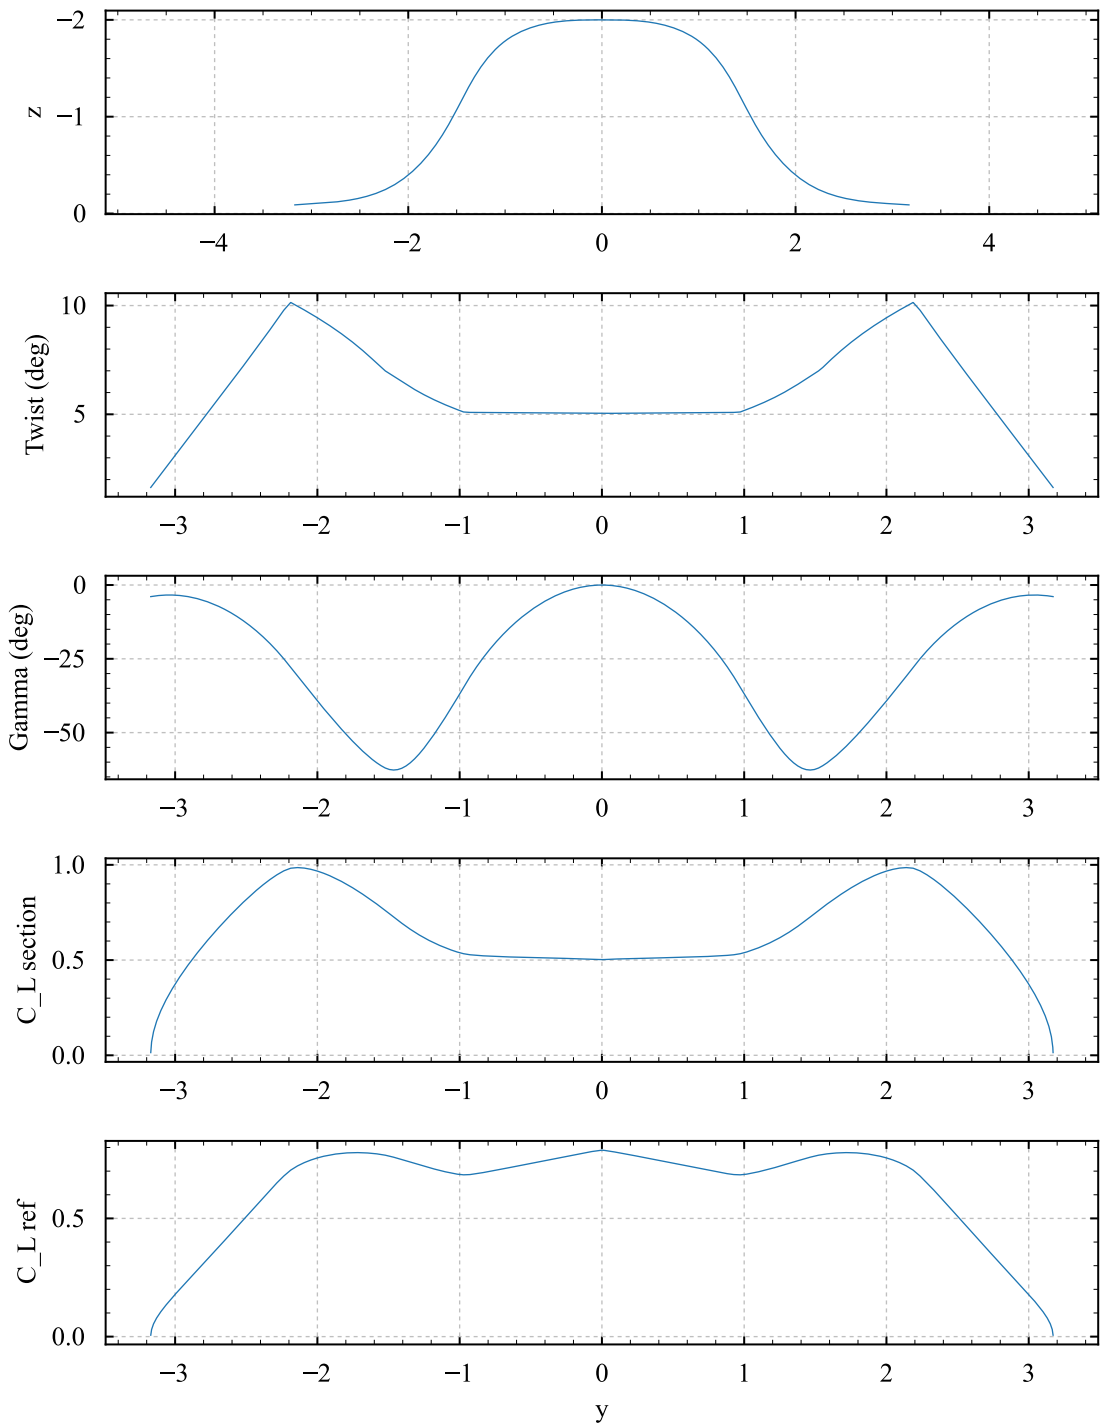 z
−2
−1
0
−4 −2 0 2 4
Twist (deg)
10
5
−3 −2 −1 0 1 2 3
Gamma (deg)
0
−25
−50
−3 −2 −1 0 1 2 3
C_L section
1.0
0.5
0.0
−3 −2 −1 0 1 2 3
C_L ref
0.5
0.0
−3 −2 −1 0 1 2 3
y